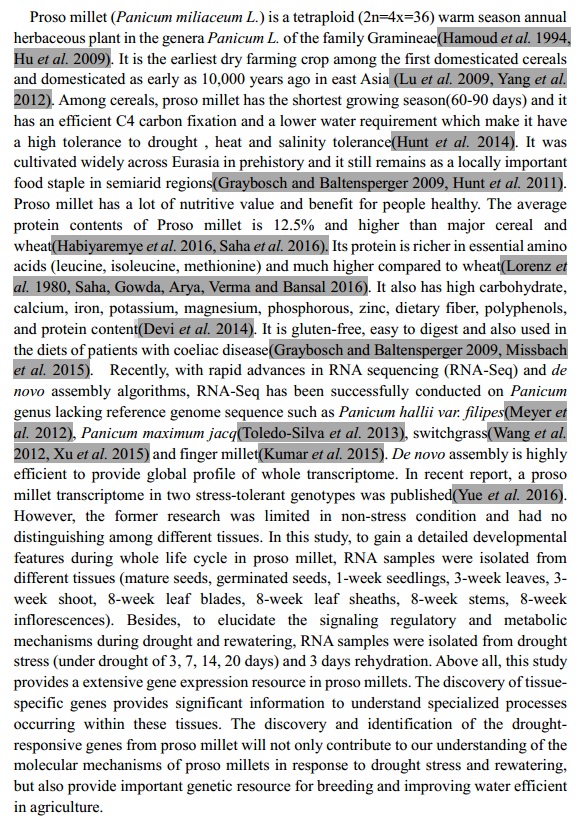 Proso millet (Panicum miliaceum L.) is a tetraploid (2n=4x=36) warm season annual
herbaceous plant in the genera Panicum L. of the family Gramineae(Hamoud et al. 1994,
Hu et al. 2009). It is the earliest dry farming crop among the first domesticated cereals
and domesticated as early as 10,000 years ago in east Asia (Lu et al. 2009, Yang et al.
2012). Among cereals, proso millet has the shortest growing season(60-90 days) and it
has an efficient C4 carbon fixation and a lower water requirement which make it have
a high tolerance to drought , heat and salinity tolerance(Hunt et al. 2014). It was
cultivated widely across Eurasia in prehistory and it still remains as a locally important
food staple in semiarid regions(Graybosch and Baltensperger 2009, Hunt et al. 2011).
Proso millet has a lot of nutritive value and benefit for people healthy. The average
protein contents of Proso millet is 12.5% and higher than major cereal and
wheat(Habiyaremye et al. 2016, Saha et al. 2016). Its protein is richer in essential amino
acids (leucine, isoleucine, methionine) and much higher compared to wheat(Lorenz et
al. 1980, Saha, Gowda, Arya, Verma and Bansal 2016). It also has high carbohydrate,
calcium, iron, potassium, magnesium, phosphorous, zinc, dietary fiber, polyphenols,
and protein content(Devi et al. 2014). It is gluten-free, easy to digest and also used in
the diets of patients with coeliac disease(Graybosch and Baltensperger 2009, Missbach
et al. 2015). Recently, with rapid advances in RNA sequencing (RNA-Seq) and de
novo assembly algorithms, RNA-Seq has been successfully conducted on Panicum
genus lacking reference genome sequence such as Panicum hallii var. filipes(Meyer et
al. 2012), Panicum maximum jacq(Toledo-Silva et al. 2013), switchgrass(Wang et al.
2012, Xu et al. 2015) and finger millet(Kumar et al. 2015). De novo assembly is highly
efficient to provide global profile of whole transcriptome. In recent report, a proso
millet transcriptome in two stress-tolerant genotypes was published(Yue et al. 2016).
However, the former research was limited in non-stress condition and had no
distinguishing among different tissues. In this study, to gain a detailed developmental
features during whole life cycle in proso millet, RNA samples were isolated from
different tissues (mature seeds, germinated seeds, 1-week seedlings, 3-week leaves, 3-
week shoot, 8-week leaf blades, 8-week leaf sheaths, 8-week stems, 8-week
inflorescences). Besides, to elucidate the signaling regulatory and metabolic
mechanisms during drought and rewatering, RNA samples were isolated from drought
stress (under drought of 3, 7, 14, 20 days) and 3 days rehydration. Above all, this study
provides a extensive gene expression resource in proso millets. The discovery of tissue-
specific genes provides significant information to understand specialized processes
occurring within these tissues. The discovery and identification of the drought-
responsive genes from proso millet will not only contribute to our understanding of the
molecular mechanisms of proso millets in response to drought stress and rewatering,
but also provide important genetic resource for breeding and improving water efficient
in agriculture.